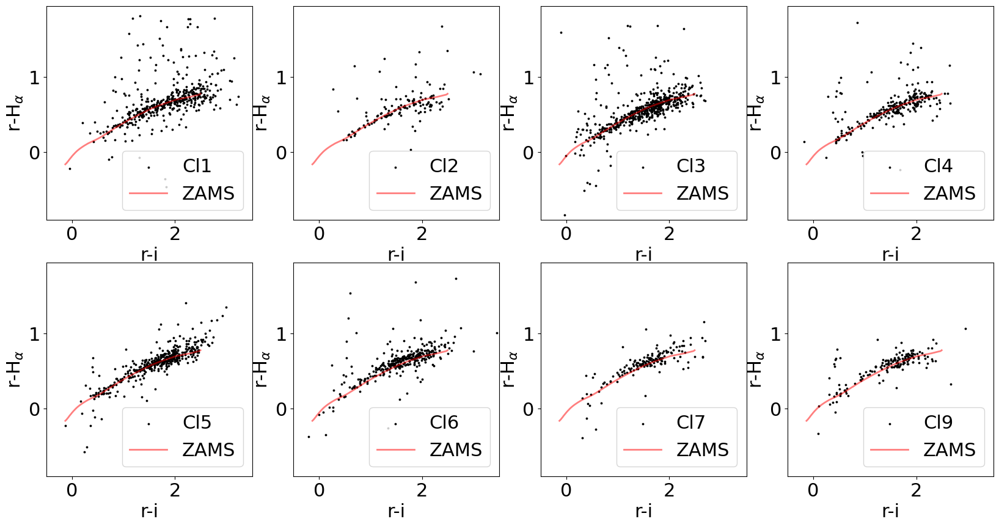 r-Hα
1
0
Cl1
ZAMS
0 2
r-i
r-Hα
1
0
Cl2
ZAMS
0 2
r-i
r-Hα
1
0
Cl3
ZAMS
0 2
r-i
r-Hα
1
0
Cl4
ZAMS
0 2
r-i
r-Hα
1
0
Cl5
ZAMS
0 2
r-i
r-Hα
1
0
Cl6
ZAMS
0 2
r-i
r-Hα
1
0
Cl7
ZAMS
0 2
r-i
r-Hα
1
0
Cl9
ZAMS
0 2
r-i